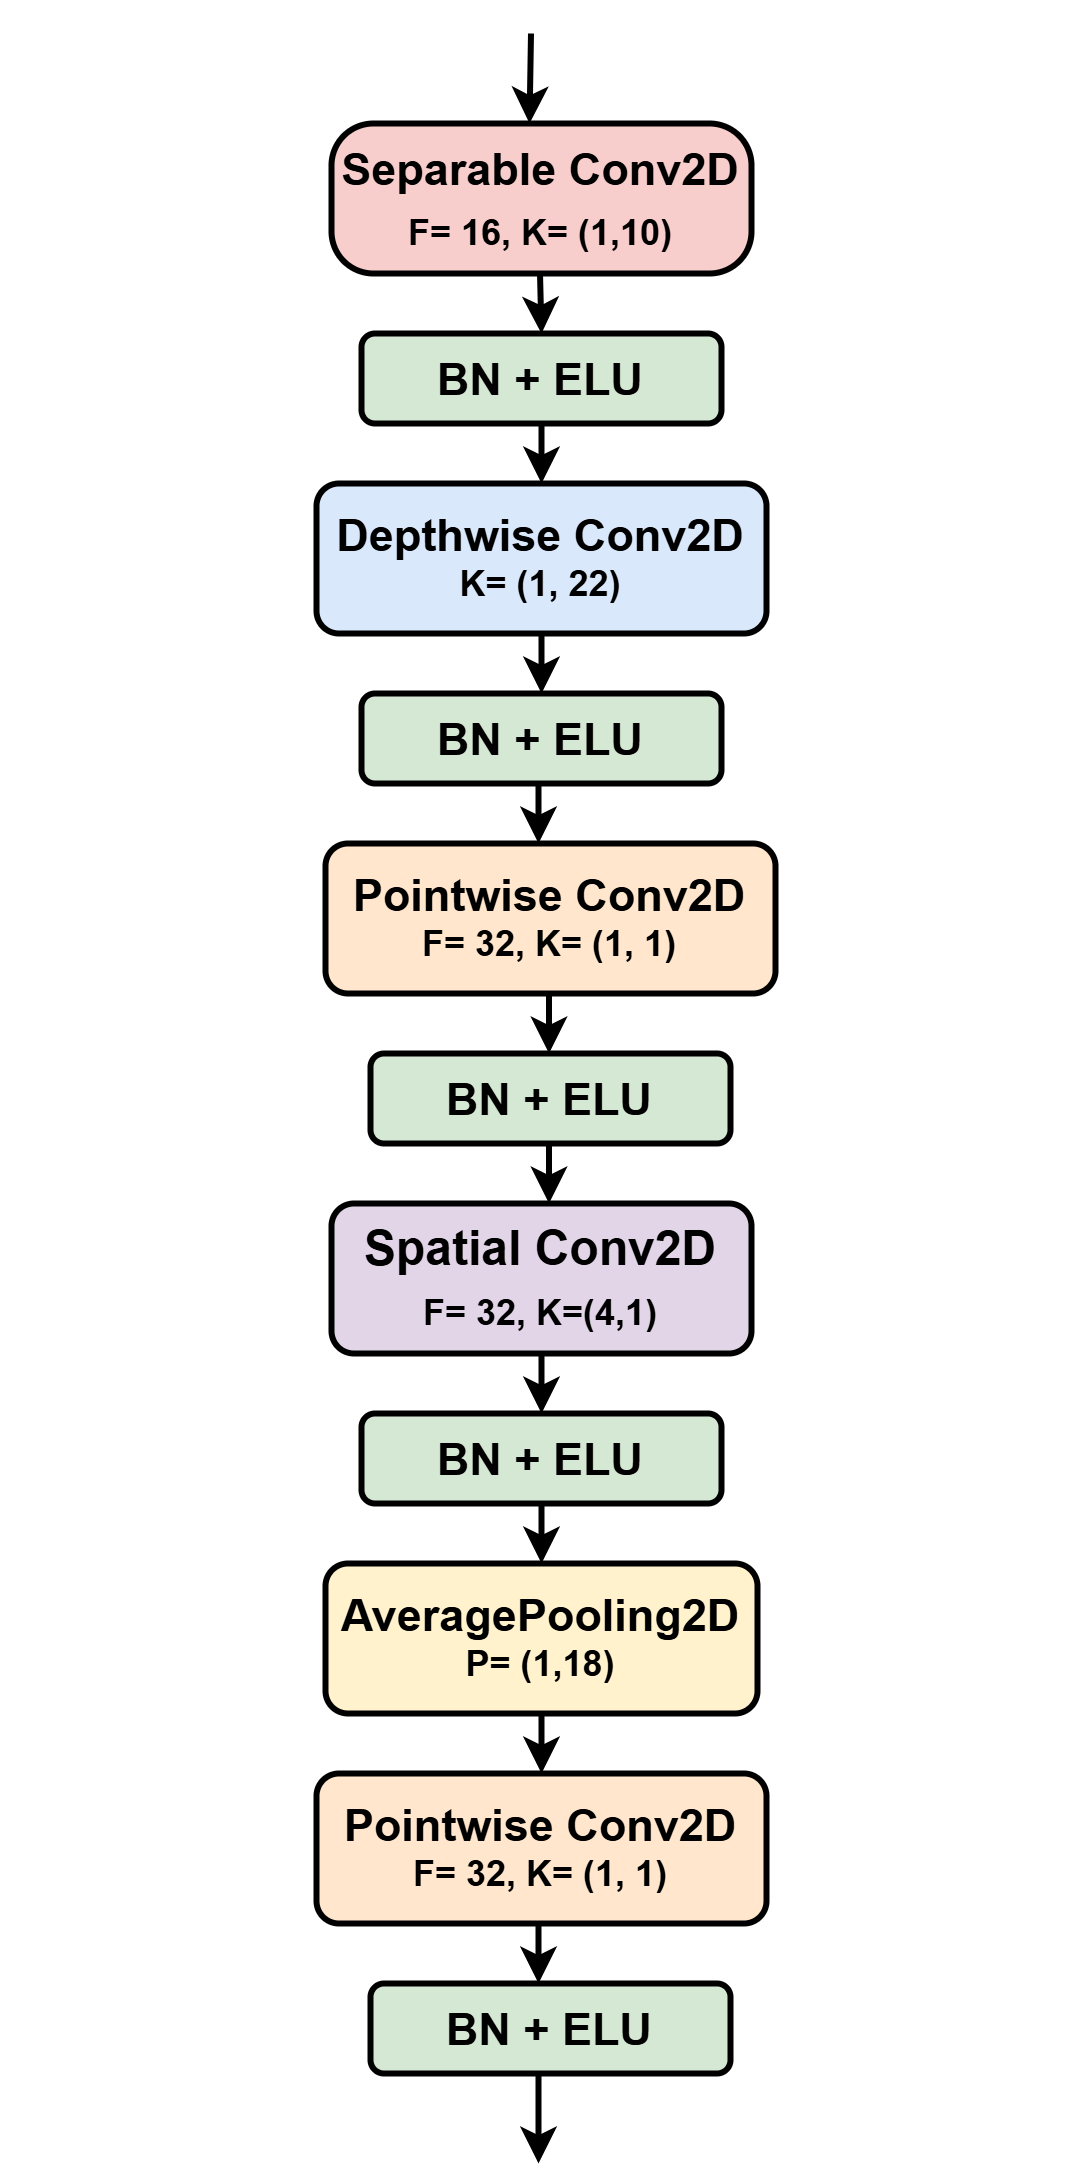 Separable Conv2D
F= 16, K= (1,10)
BN + ELU
Depthwise Conv2D
K= (1, 22)
BN + ELU
Pointwise Conv2D
F= 32, K= (1, 1)
BN + ELU
Spatial Conv2D
F= 32, K=(4,1)
BN + ELU
AveragePooling2D
P= (1,18)
Pointwise Conv2D
F= 32, K= (1, 1)
BN + ELU